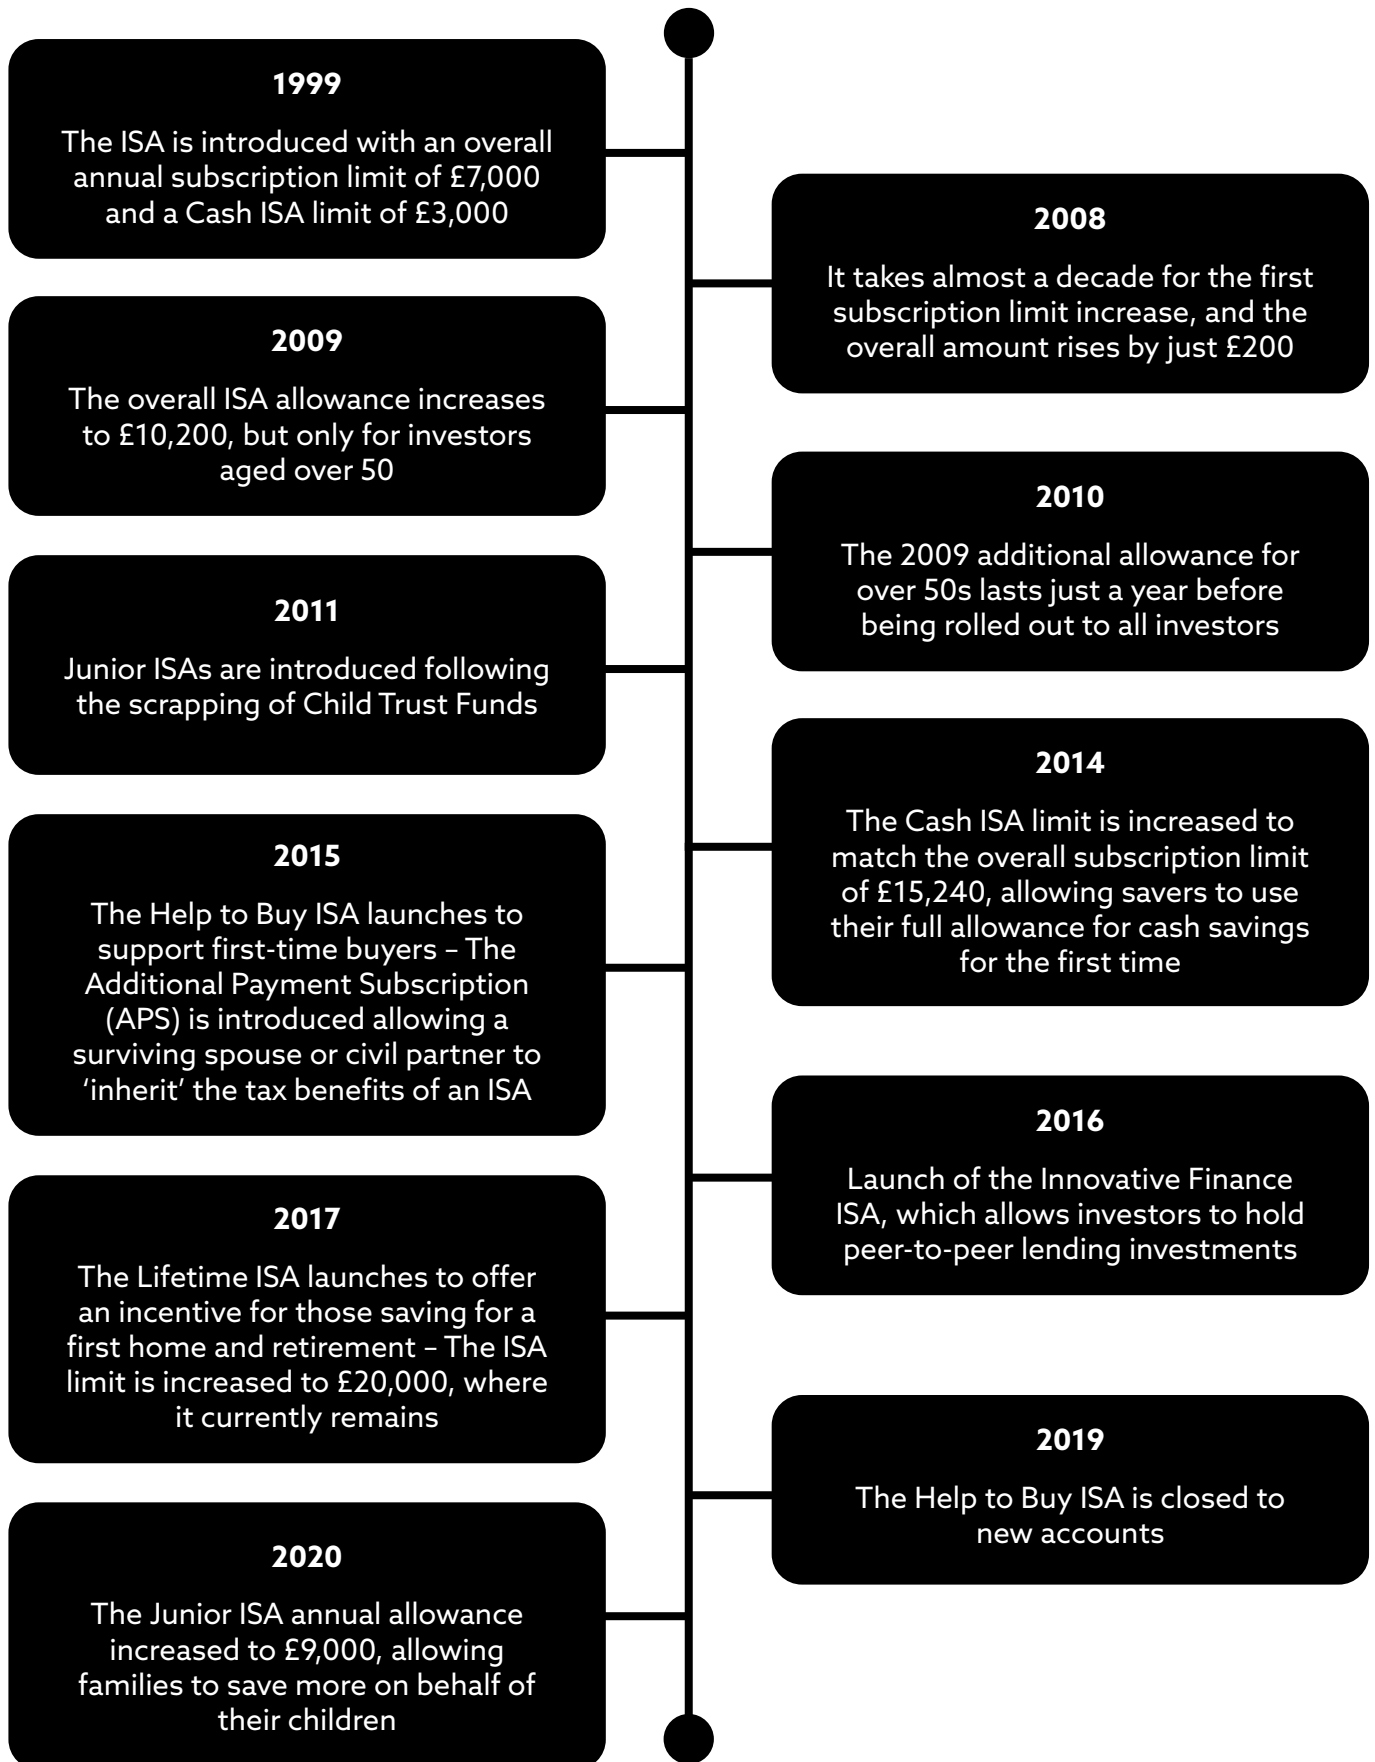 1999
The ISA is introduced with an overall
annual subscription limit of £7,000
and a Cash ISA limit of £3,000
2008
It takes almost a decade for the first
subscription limit increase, and the
overall amount rises by just £200
2009
The overall ISA allowance increases
to £10,200, but only for investors
aged over 50
2010
The 2009 additional allowance for
over 50s lasts just a year before
being rolled out to all investors
2011
Junior ISAs are introduced following
the scrapping of Child Trust Funds
2014
The Cash ISA limit is increased to
match the overall subscription limit
of £15,240, allowing savers to use
their full allowance for cash savings
for the first time
2015
The Help to Buy ISA launches to
support first-time buyers – The
Additional Payment Subscription
(APS) is introduced allowing a
surviving spouse or civil partner to
‘inherit’ the tax benefits of an ISA
2016
Launch of the Innovative Finance
ISA, which allows investors to hold
peer-to-peer lending investments
2017
The Lifetime ISA launches to offer
an incentive for those saving for a
first home and retirement – The ISA
limit is increased to £20,000, where
it currently remains
2019
The Help to Buy ISA is closed to
new accounts
2020
The Junior ISA annual allowance
increased to £9,000, allowing
families to save more on behalf of
their children